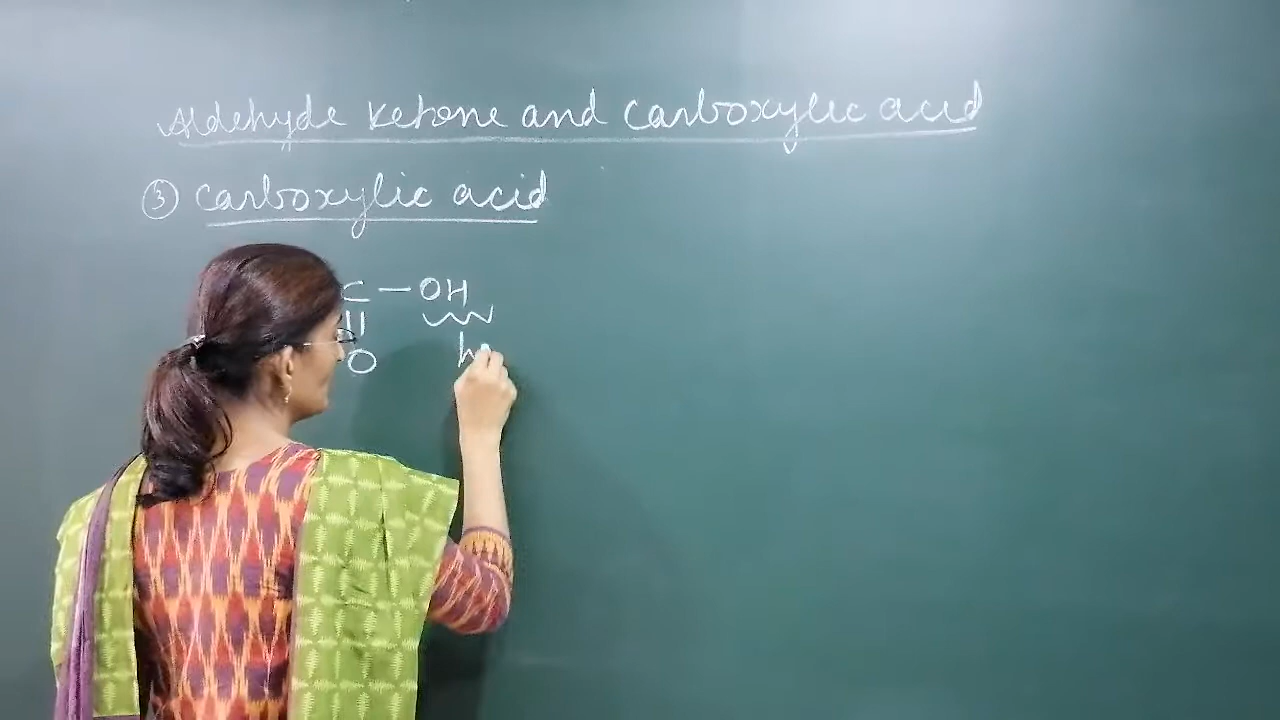 Aldehyde Ketone and Carboxylic acid
③ Carboxylic acid
C — OH
||
O h